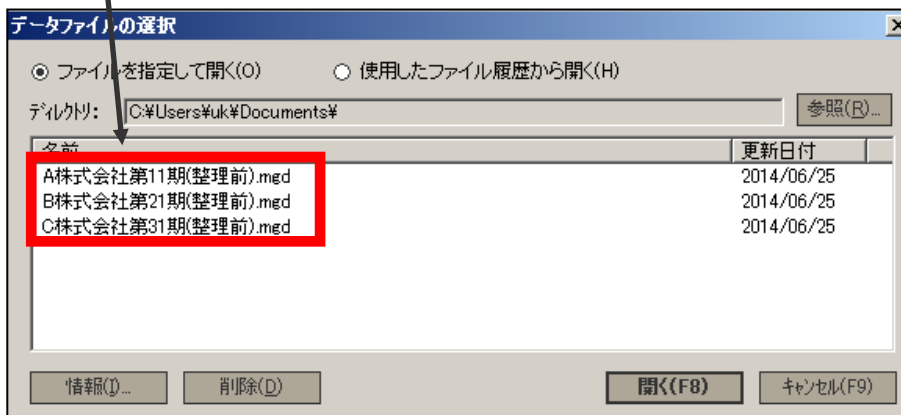 データファイルの選択
ファイルを指定して開く(O) 使用したファイル履歴から開く(H)
ディレクトリ: C:¥Users¥uk¥Documents¥ 参照(R)...
名前 更新日付
A株式会社第11期(整理前).mgd 2014/06/25
B株式会社第21期(整理前).mgd 2014/06/25
C株式会社第31期(整理前).mgd 2014/06/25
情報(I)... 削除(D) 開く(F8) キャンセル(F9)